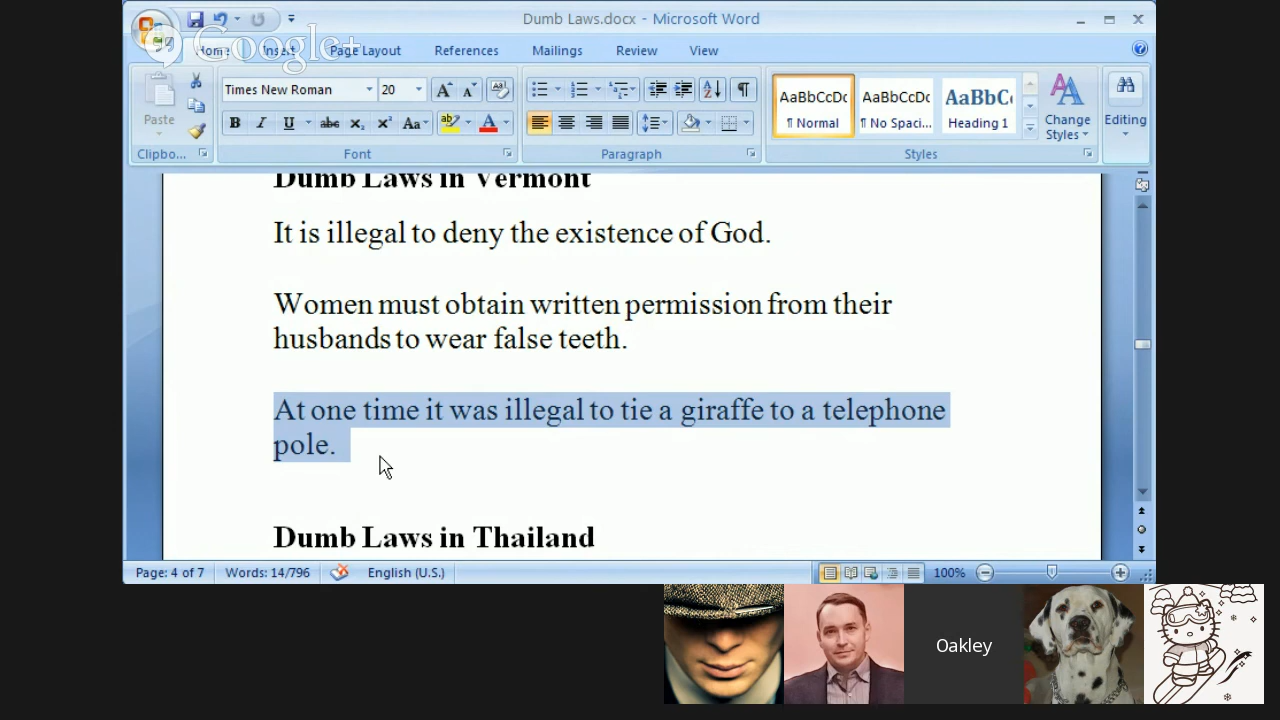 Dumb Laws.docx - Microsoft Word
Google+
Home Insert Page Layout References Mailings Review View
Times New Roman 20
AaBbCcDc AaBbCcDc AaBbC
Paste
¶ Normal ¶ No Spaci... Heading 1
Change Styles
Editing
Clipbo... Font Paragraph Styles
Dumb Laws in Vermont
It is illegal to deny the existence of God.
Women must obtain written permission from their
husbands to wear false teeth.
At one time it was illegal to tie a giraffe to a telephone
pole.
Dumb Laws in Thailand
Page: 4 of 7 Words: 14/796 English (U.S.) 100%
Oakley